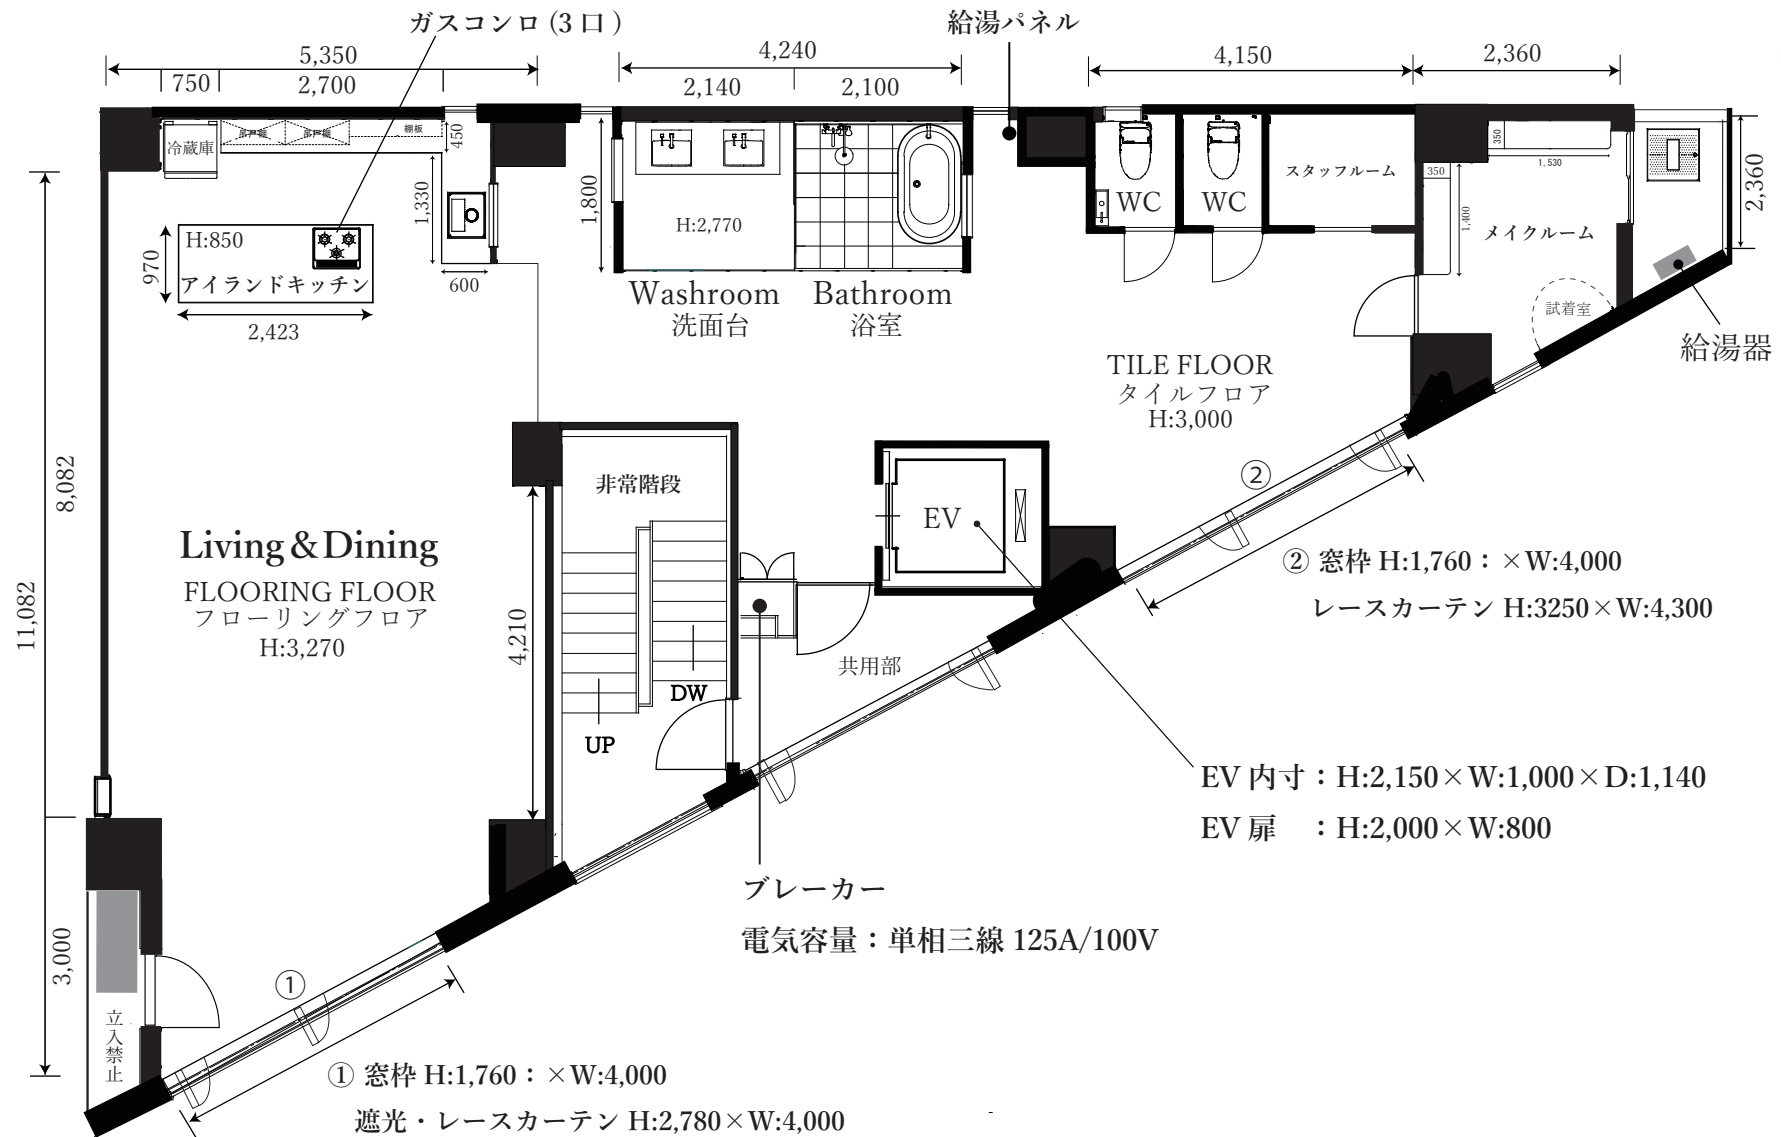 ガスコンロ (3 口 )
給湯パネル
5,350
4,240
4,150
2,360
750
2,700
2,140
2,100
冷蔵庫
吊戸棚
吊戸棚
棚板
450
1,330
600
H:850
アイランドキッチン
970
2,423
1,800
H:2,770
Washroom
洗面台
Bathroom
浴室
WC
WC
スタッフルーム
350
1,530
350
1,400
メイクルーム
試着室
2,360
給湯器
TILE FLOOR
タイルフロア
H:3,000
8,082
11,082
3,000
Living & Dining
FLOORING FLOOR
フローリングフロア
H:3,270
4,210
非常階段
UP
DW
EV
共用部
②
② 窓枠 H:1,760： ×W:4,000
レースカーテン H:3250×W:4,300
EV 内寸：H:2,150×W:1,000×D:1,140
EV 扉　：H:2,000×W:800
ブレーカー
電気容量：単相三線 125A/100V
立入禁止
①
① 窓枠 H:1,760： ×W:4,000
遮光・レースカーテン H:2,780×W:4,000